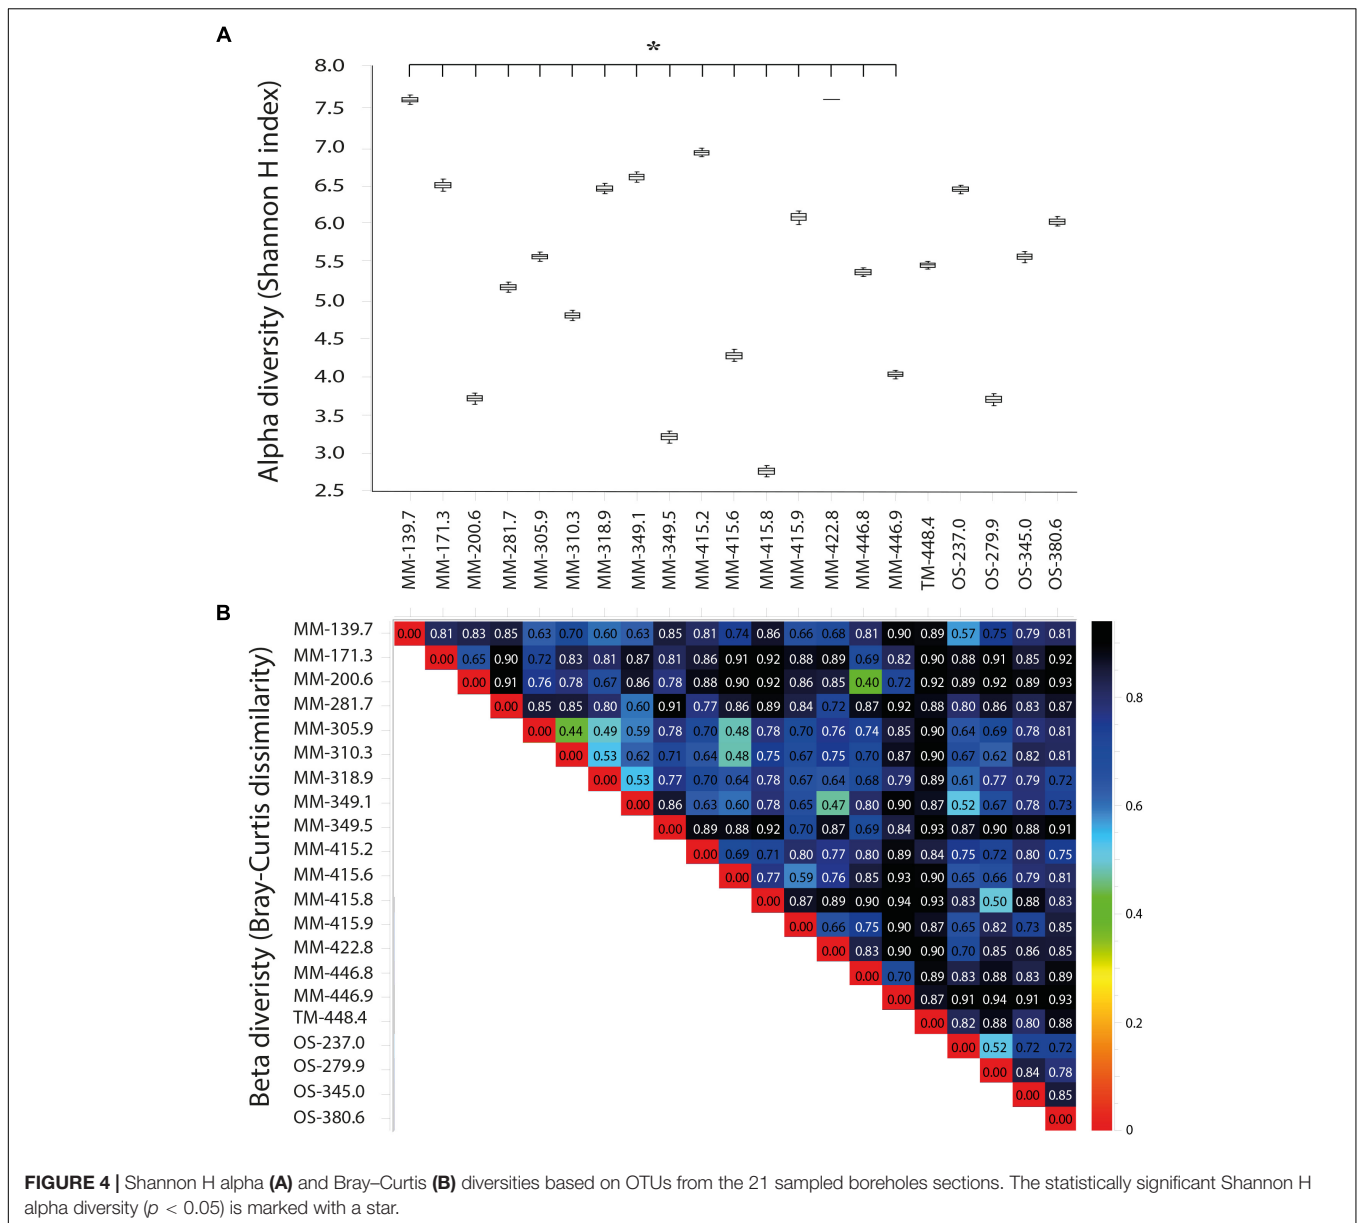 A
*
Alpha diversity (Shannon H index)
8.0
7.5
7.0
6.5
6.0
5.5
5.0
4.5
4.0
3.5
3.0
2.5
MM-139.7
MM-171.3
MM-200.6
MM-281.7
MM-305.9
MM-310.3
MM-318.9
MM-349.1
MM-349.5
MM-415.2
MM-415.6
MM-415.8
MM-415.9
MM-422.8
MM-446.8
MM-446.9
TM-448.4
OS-237.0
OS-279.9
OS-345.0
OS-380.6
B
Beta diveristy (Bray-Curtis dissimilarity)
MM-139.7 0.00 0.81 0.83 0.85 0.63 0.70 0.60 0.63 0.85 0.81 0.74 0.86 0.66 0.68 0.81 0.90 0.89 0.57 0.75 0.79 0.81
MM-171.3 0.00 0.65 0.90 0.72 0.83 0.81 0.87 0.81 0.86 0.91 0.92 0.88 0.89 0.69 0.82 0.90 0.88 0.91 0.85 0.92
MM-200.6 0.00 0.91 0.76 0.78 0.67 0.86 0.78 0.88 0.90 0.92 0.86 0.85 0.40 0.72 0.92 0.89 0.92 0.89 0.93
MM-281.7 0.00 0.85 0.85 0.80 0.60 0.91 0.77 0.86 0.89 0.84 0.72 0.87 0.92 0.88 0.80 0.86 0.83 0.87
MM-305.9 0.00 0.44 0.49 0.59 0.78 0.70 0.48 0.78 0.70 0.76 0.74 0.85 0.90 0.64 0.69 0.78 0.81
MM-310.3 0.00 0.53 0.62 0.71 0.64 0.48 0.75 0.67 0.75 0.70 0.87 0.90 0.67 0.62 0.82 0.81
MM-318.9 0.00 0.53 0.77 0.70 0.64 0.78 0.67 0.64 0.68 0.79 0.89 0.61 0.77 0.79 0.72
MM-349.1 0.00 0.86 0.63 0.60 0.78 0.65 0.47 0.80 0.90 0.87 0.52 0.67 0.78 0.73
MM-349.5 0.00 0.89 0.88 0.92 0.70 0.87 0.69 0.84 0.93 0.87 0.90 0.88 0.91
MM-415.2 0.00 0.69 0.71 0.80 0.77 0.80 0.89 0.84 0.75 0.72 0.80 0.75
MM-415.6 0.00 0.77 0.59 0.76 0.85 0.93 0.90 0.65 0.66 0.79 0.81
MM-415.8 0.00 0.87 0.89 0.90 0.94 0.93 0.83 0.50 0.88 0.83
MM-415.9 0.00 0.66 0.75 0.90 0.87 0.65 0.82 0.73 0.85
MM-422.8 0.00 0.83 0.90 0.90 0.70 0.85 0.86 0.85
MM-446.8 0.00 0.70 0.89 0.83 0.88 0.83 0.89
MM-446.9 0.00 0.87 0.91 0.94 0.91 0.93
TM-448.4 0.00 0.82 0.88 0.80 0.88
OS-237.0 0.00 0.52 0.72 0.72
OS-279.9 0.00 0.84 0.78
OS-345.0 0.00 0.85
OS-380.6 0.00
0.8
0.6
0.4
0.2
0
FIGURE 4 | Shannon H alpha (A) and Bray–Curtis (B) diversities based on OTUs from the 21 sampled boreholes sections. The statistically significant Shannon H
alpha diversity (p < 0.05) is marked with a star.